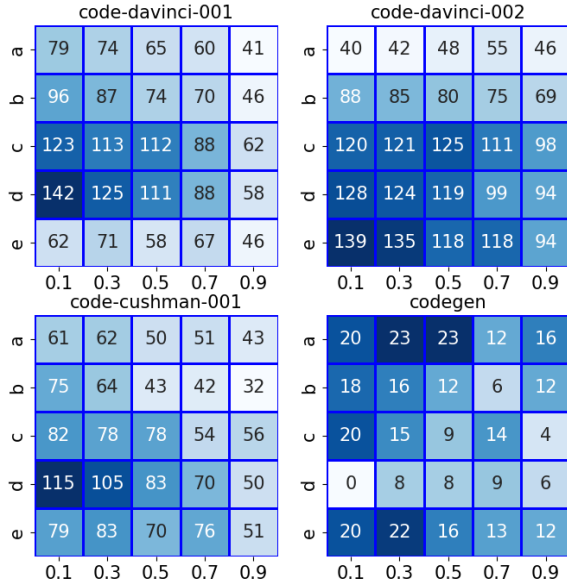 code-davinci-001
a 79 74 65 60 41
b 96 87 74 70 46
c 123 113 112 88 62
d 142 125 111 88 58
e 62 71 58 67 46
0.1 0.3 0.5 0.7 0.9
code-davinci-002
a 40 42 48 55 46
b 88 85 80 75 69
c 120 121 125 111 98
d 128 124 119 99 94
e 139 135 118 118 94
0.1 0.3 0.5 0.7 0.9
code-cushman-001
a 61 62 50 51 43
b 75 64 43 42 32
c 82 78 78 54 56
d 115 105 83 70 50
e 79 83 70 76 51
0.1 0.3 0.5 0.7 0.9
codegen
a 20 23 23 12 16
b 18 16 12 6 12
c 20 15 9 14 4
d 0 8 8 9 6
e 20 22 16 13 12
0.1 0.3 0.5 0.7 0.9